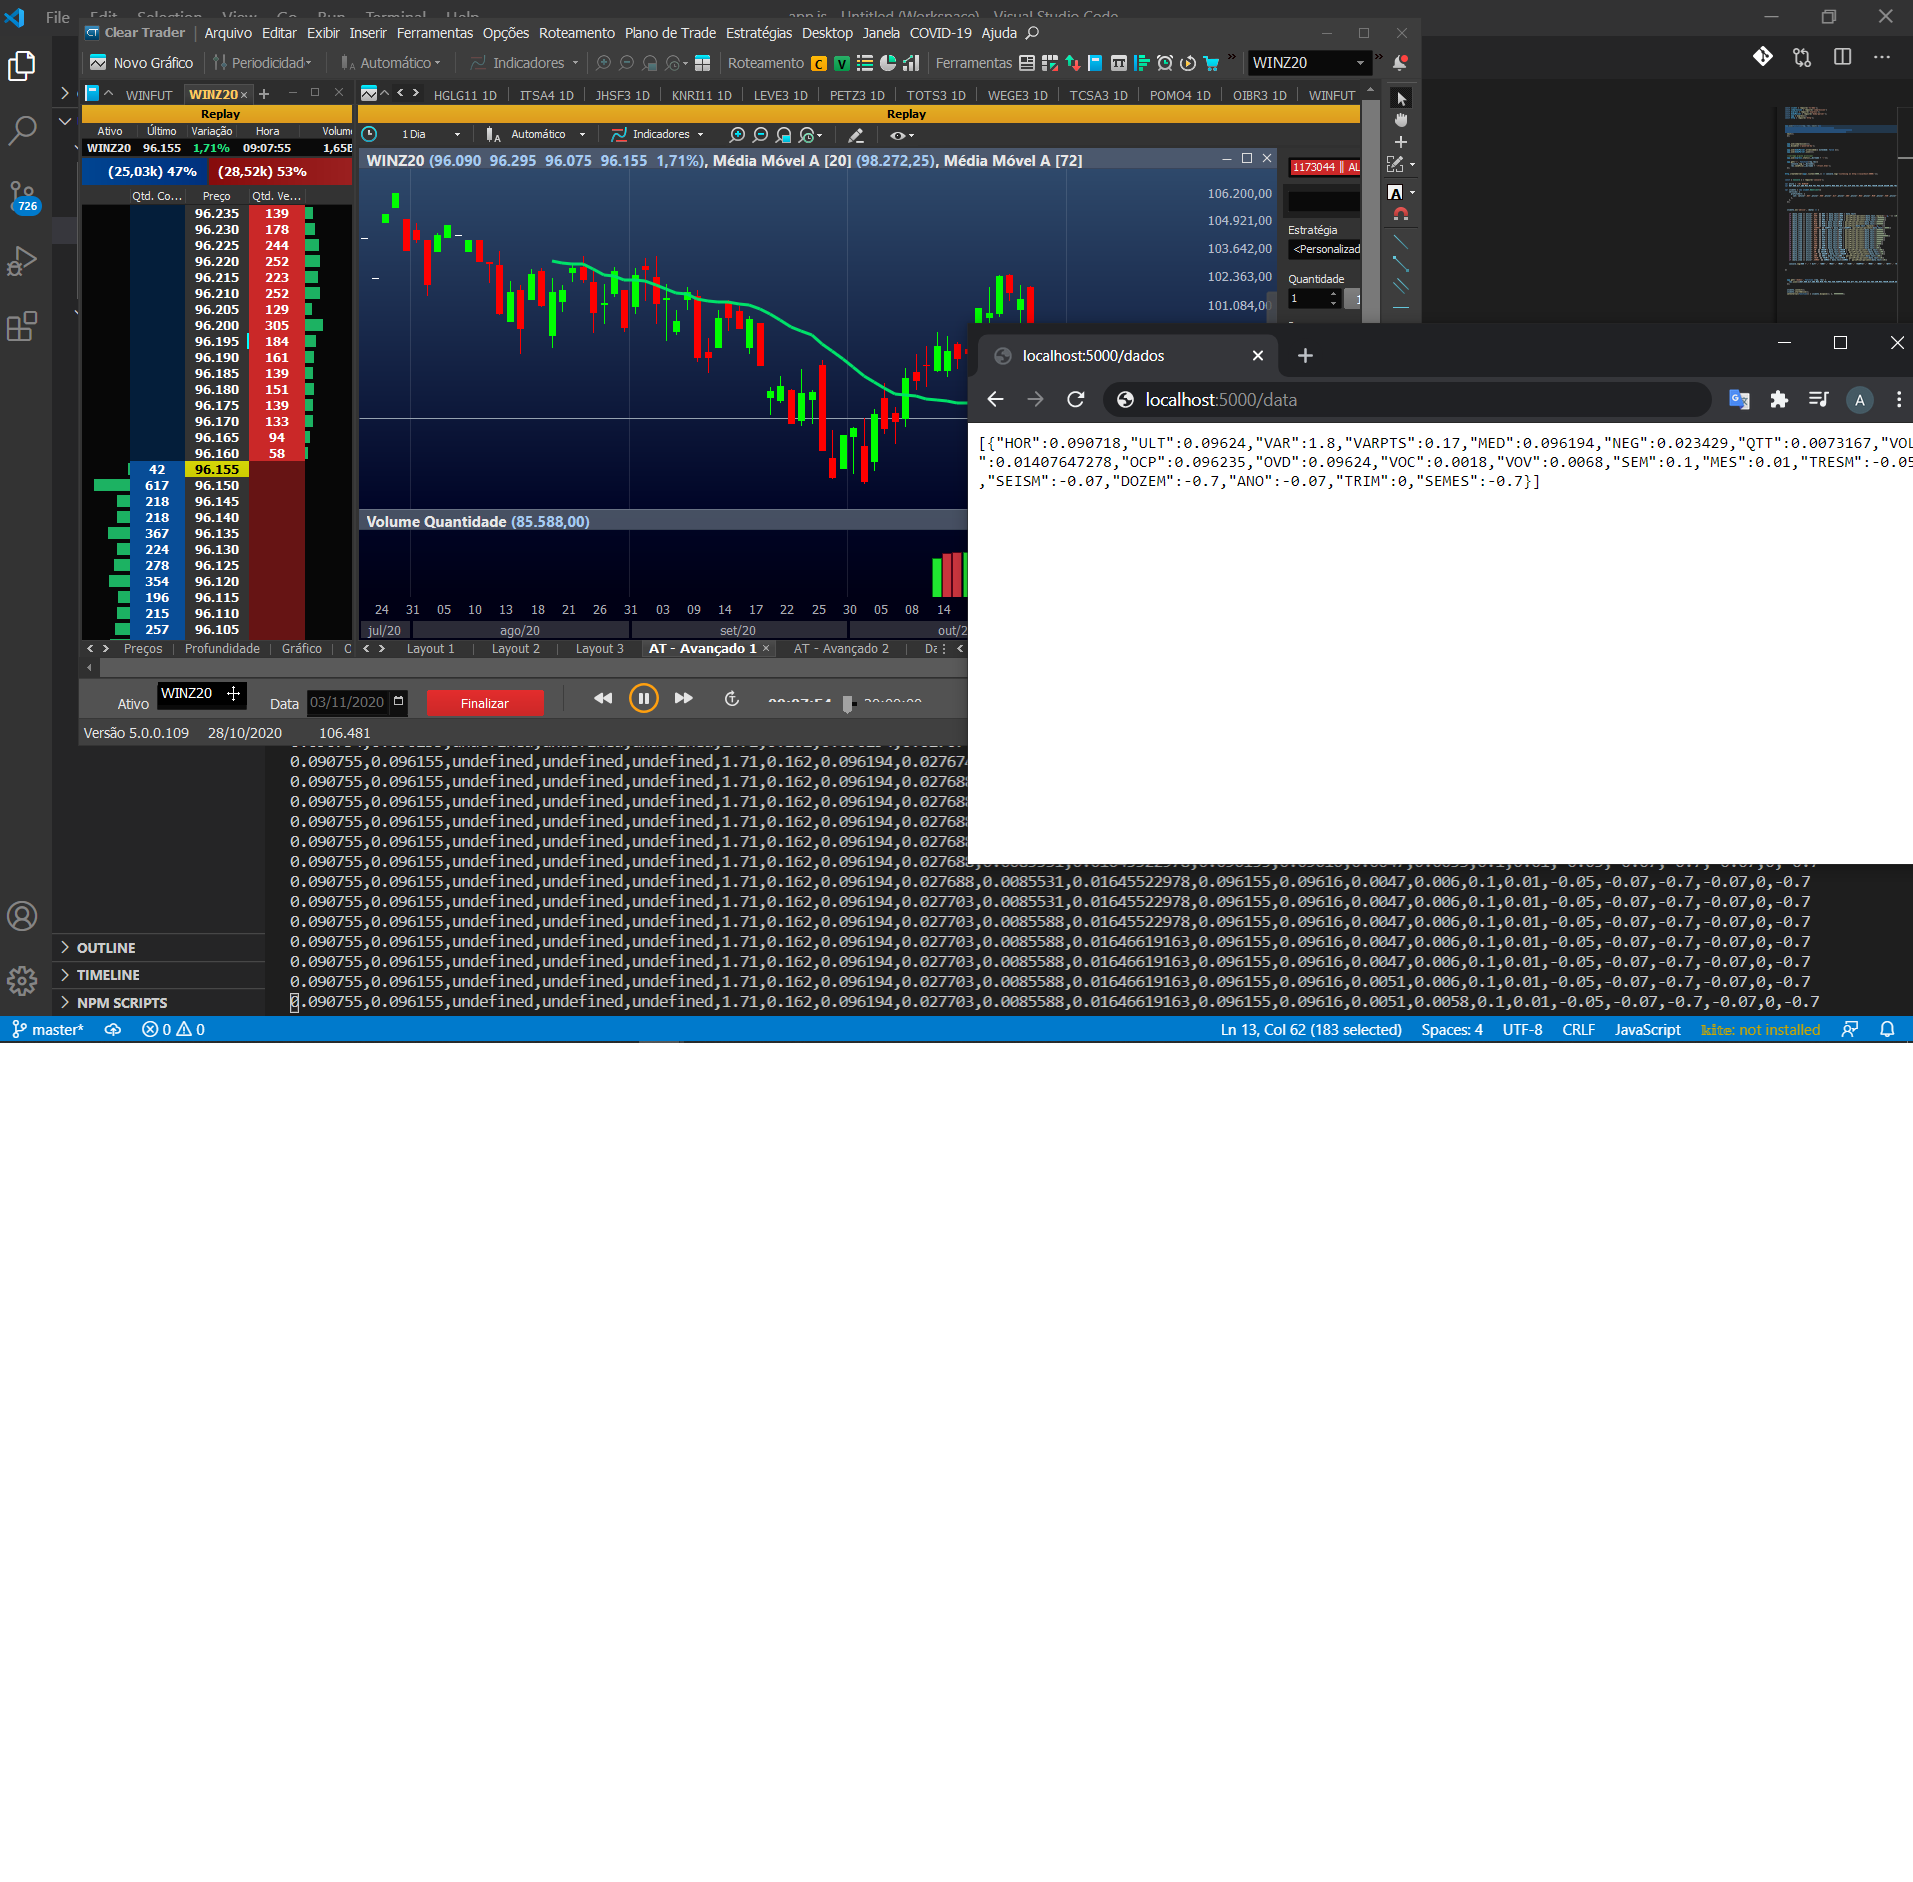 File Edit Selection View Go Run Terminal Help
app.js - Untitled (Workspace) - Visual Studio Code
Clear Trader Arquivo Editar Exibir Inserir Ferramentas Opções Roteamento Plano de Trade Estratégias Desktop Janela COVID-19 Ajuda
Novo Gráfico Periodicidad Automático Indicadores Roteamento C V Ferramentas WINZ20
WINFUT WINZ20
HGLG11 1D ITSA4 1D JHSF3 1D KNRI11 1D LEVE3 1D PETZ3 1D TOTS3 1D WEGE3 1D TCSA3 1D POMO4 1D OIBR3 1D WINFUT
Replay
Replay
Ativo Último Variação Hora Volum
WINZ20 96.155 1,71% 09:07:55 1,65E
(25,03k) 47% (28,52k) 53%
Qtd. Co... Preço Qtd. Ve...
96.235 139
96.230 178
96.225 244
96.220 252
96.215 223
96.210 252
96.205 129
96.200 305
96.195 184
96.190 161
96.185 139
96.180 151
96.175 139
96.170 133
96.165 94
96.160 58
42 96.155
617 96.150
218 96.145
218 96.140
367 96.135
224 96.130
278 96.125
354 96.120
196 96.115
215 96.110
257 96.105
Preços Profundidade Gráfico
1 Dia Automático Indicadores
WINZ20 (96.090 96.295 96.075 96.155 1,71%), Média Móvel A [20] (98.272,25), Média Móvel A [72]
106.200,00
104.921,00
103.642,00
102.363,00
101.084,00
Volume Quantidade (85.588,00)
24 31 05 10 13 18 21 26 31 03 09 14 17 22 25 30 05 08 14
jul/20 ago/20 set/20 out/2
Layout 1 Layout 2 Layout 3 AT - Avançado 1 AT - Avançado 2
1173044 || AL
Estratégia
<Personalizad
Quantidade
1
Ativo WINZ20 Data 03/11/2020 Finalizar
Versão 5.0.0.109 28/10/2020 106.481
726
localhost:5000/dados
localhost:5000/data
A
[{"HOR":0.090718,"ULT":0.09624,"VAR":1.8,"VARPTS":0.17,"MED":0.096194,"NEG":0.023429,"QTT":0.0073167,"VOL
":0.01407647278,"OCP":0.096235,"OVD":0.09624,"VOC":0.0018,"VOV":0.0068,"SEM":0.1,"MES":0.01,"TRESM":-0.05
,"SEISM":-0.07,"DOZEM":-0.7,"ANO":-0.07,"TRIM":0,"SEMES":-0.7}]
0.090755,0.096155,undefined,undefined,undefined,1.71,0.162,0.096194,0.027674
0.090755,0.096155,undefined,undefined,undefined,1.71,0.162,0.096194,0.027688
0.090755,0.096155,undefined,undefined,undefined,1.71,0.162,0.096194,0.027688
0.090755,0.096155,undefined,undefined,undefined,1.71,0.162,0.096194,0.027688
0.090755,0.096155,undefined,undefined,undefined,1.71,0.162,0.096194,0.027688
0.090755,0.096155,undefined,undefined,undefined,1.71,0.162,0.096194,0.027688,0.0085531,0.01645522978,0.096155,0.09616,0.0047,0.0055,0.1,0.01,-0.05,-0.07,-0.7,-0.07,0,-0.7
0.090755,0.096155,undefined,undefined,undefined,1.71,0.162,0.096194,0.027688,0.0085531,0.01645522978,0.096155,0.09616,0.0047,0.006,0.1,0.01,-0.05,-0.07,-0.7,-0.07,0,-0.7
0.090755,0.096155,undefined,undefined,undefined,1.71,0.162,0.096194,0.027703,0.0085531,0.01645522978,0.096155,0.09616,0.0047,0.006,0.1,0.01,-0.05,-0.07,-0.7,-0.07,0,-0.7
0.090755,0.096155,undefined,undefined,undefined,1.71,0.162,0.096194,0.027703,0.0085588,0.01645522978,0.096155,0.09616,0.0047,0.006,0.1,0.01,-0.05,-0.07,-0.7,-0.07,0,-0.7
0.090755,0.096155,undefined,undefined,undefined,1.71,0.162,0.096194,0.027703,0.0085588,0.01646619163,0.096155,0.09616,0.0047,0.006,0.1,0.01,-0.05,-0.07,-0.7,-0.07,0,-0.7
0.090755,0.096155,undefined,undefined,undefined,1.71,0.162,0.096194,0.027703,0.0085588,0.01646619163,0.096155,0.09616,0.0047,0.006,0.1,0.01,-0.05,-0.07,-0.7,-0.07,0,-0.7
0.090755,0.096155,undefined,undefined,undefined,1.71,0.162,0.096194,0.027703,0.0085588,0.01646619163,0.096155,0.09616,0.0051,0.006,0.1,0.01,-0.05,-0.07,-0.7,-0.07,0,-0.7
0.090755,0.096155,undefined,undefined,undefined,1.71,0.162,0.096194,0.027703,0.0085588,0.01646619163,0.096155,0.09616,0.0051,0.0058,0.1,0.01,-0.05,-0.07,-0.7,-0.07,0,-0.7
OUTLINE
TIMELINE
NPM SCRIPTS
master* 0 0 Ln 13, Col 62 (183 selected) Spaces: 4 UTF-8 CRLF JavaScript kite: not installed